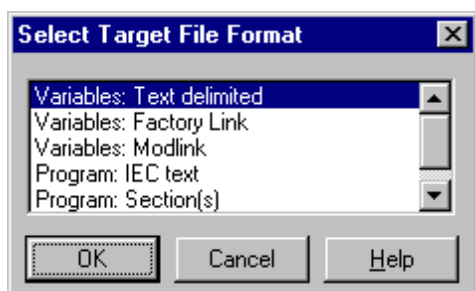 Select Target File Format
Variables: Text delimited
Variables: Factory Link
Variables: Modlink
Program: IEC text
Program: Section(s)
OK Cancel Help